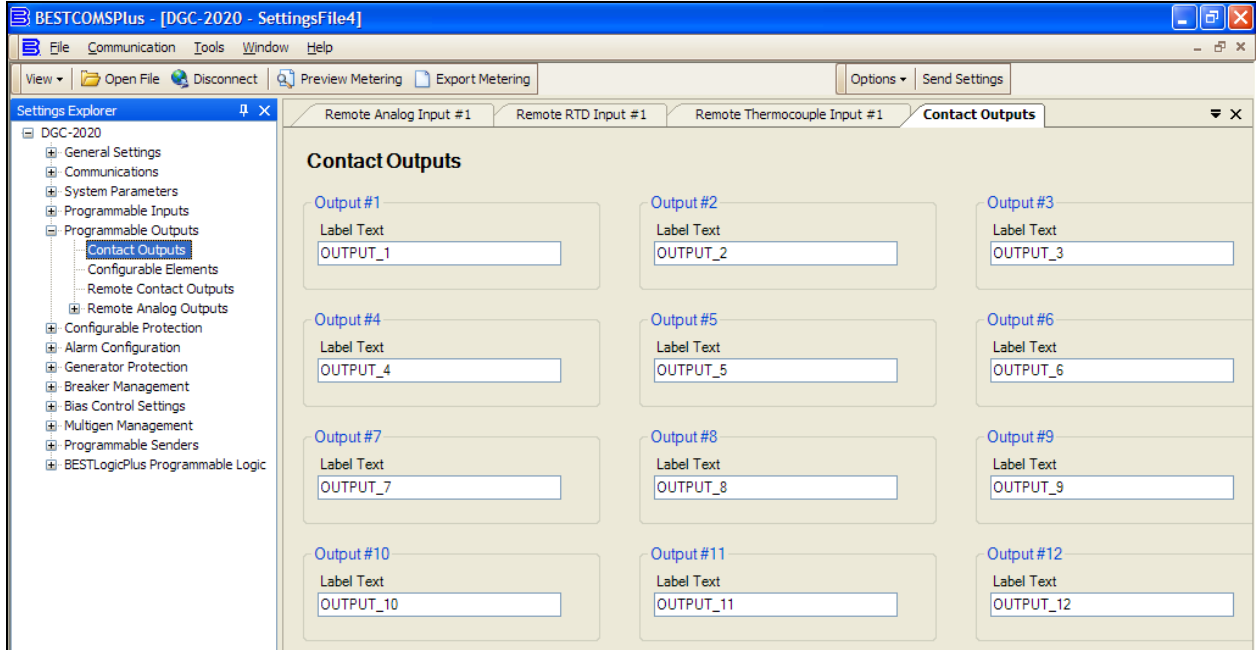 BESTCOMSPlus - [DGC-2020 - SettingsFile4]
File Communication Tools Window Help
View Open File Disconnect Preview Metering Export Metering Options Send Settings
Settings Explorer
DGC-2020
General Settings
Communications
System Parameters
Programmable Inputs
Programmable Outputs
Contact Outputs
Configurable Elements
Remote Contact Outputs
Remote Analog Outputs
Configurable Protection
Alarm Configuration
Generator Protection
Breaker Management
Bias Control Settings
Multigen Management
Programmable Senders
BESTLogicPlus Programmable Logic
Remote Analog Input #1 Remote RTD Input #1 Remote Thermocouple Input #1 Contact Outputs
Contact Outputs
Output #1 Output #2 Output #3
Label Text Label Text Label Text
OUTPUT_1 OUTPUT_2 OUTPUT_3
Output #4 Output #5 Output #6
Label Text Label Text Label Text
OUTPUT_4 OUTPUT_5 OUTPUT_6
Output #7 Output #8 Output #9
Label Text Label Text Label Text
OUTPUT_7 OUTPUT_8 OUTPUT_9
Output #10 Output #11 Output #12
Label Text Label Text Label Text
OUTPUT_10 OUTPUT_11 OUTPUT_12